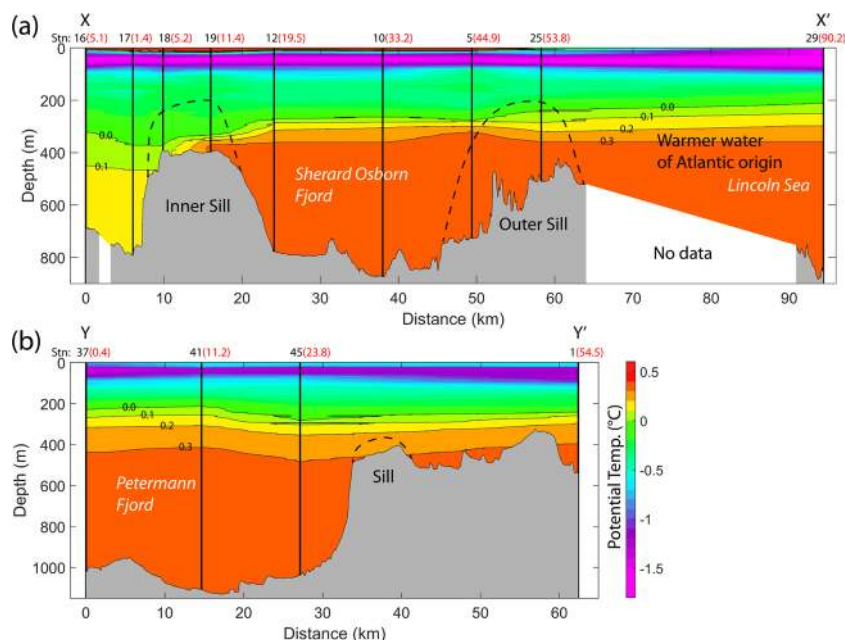 (a)
X X'
Stn: 16(5.1) 17(1.4) 18(5.2) 19(11.4) 12(19.5) 10(33.2) 5(44.9) 25(53.8) 29(90.2)
0
200
400
600
800
Depth (m)
0.0
0.1
0.0
0.1
0.2
0.3
Warmer water
of Atlantic origin
Sherard Osborn
Fjord
Lincoln Sea
Inner Sill
Outer Sill
No data
0 10 20 30 40 50 60 70 80 90
Distance (km)
(b)
Y Y'
Stn: 37(0.4) 41(11.2) 45(23.8) 1(54.5)
0
200
400
600
800
1000
Depth (m)
0.0
0.1
0.2
0.3
Petermann
Fjord
Sill
0 10 20 30 40 50 60
Distance (km)
0.5
0
-0.5
-1
-1.5
Potential Temp. (°C)